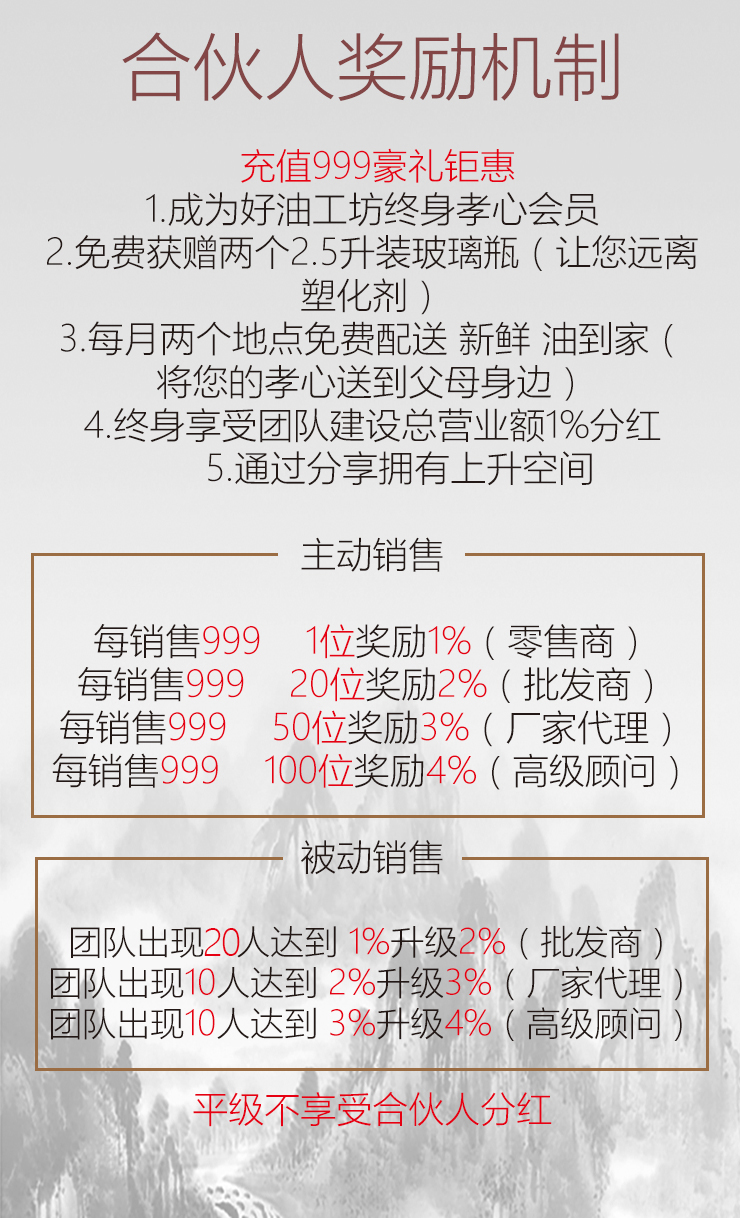 合伙人奖励机制
充值999豪礼钜惠
1.成为好油工坊终身孝心会员
2.免费获赠两个2.5升装玻璃瓶（让您远离
塑化剂）
3.每月两个地点免费配送 新鲜 油到家（
将您的孝心送到父母身边）
4.终身享受团队建设总营业额1%分红
5.通过分享拥有上升空间
主动销售
每销售999 1位奖励1%（零售商）
每销售999 20位奖励2%（批发商）
每销售999 50位奖励3%（厂家代理）
每销售999 100位奖励4%（高级顾问）
被动销售
团队出现20人达到 1%升级2%（批发商）
团队出现10人达到 2%升级3%（厂家代理）
团队出现10人达到 3%升级4%（高级顾问）
平级不享受合伙人分红